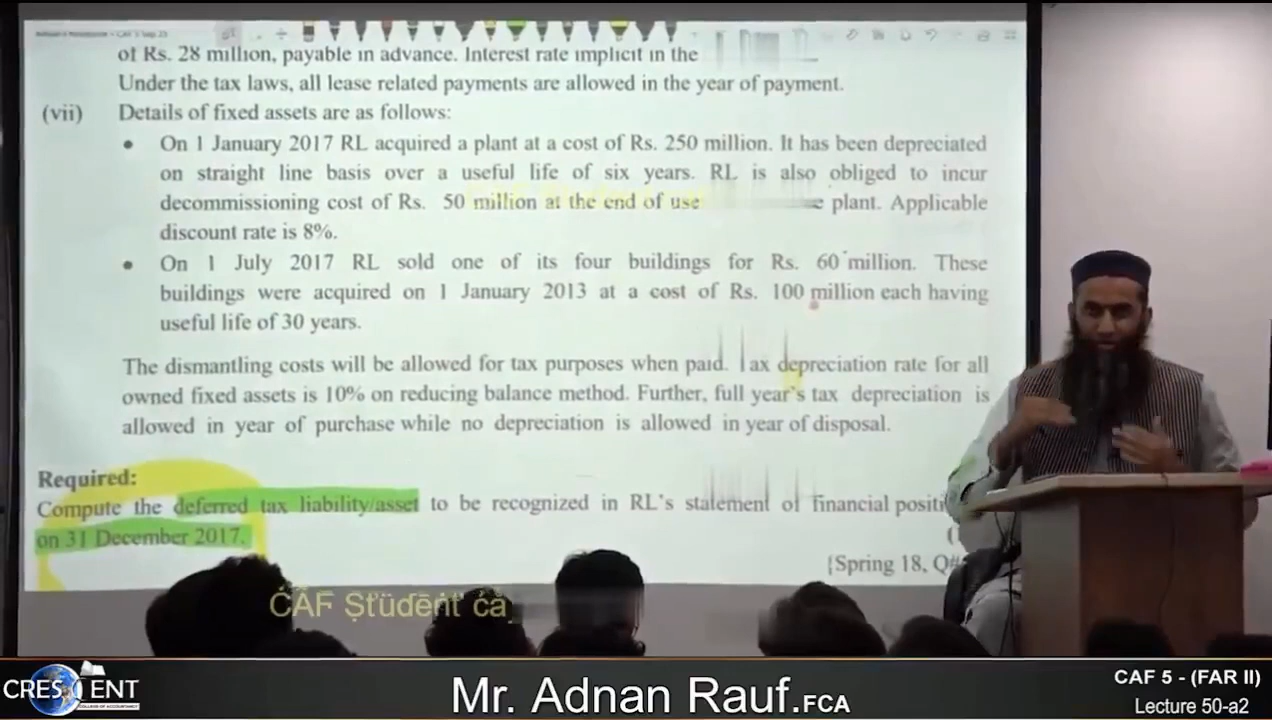 of Rs. 28 million, payable in advance. Interest rate implicit in the
Under the tax laws, all lease related payments are allowed in the year of payment.
(vii) Details of fixed assets are as follows:
• On 1 January 2017 RL acquired a plant at a cost of Rs. 250 million. It has been depreciated
on straight line basis over a useful life of six years. RL is also obliged to incur
decommissioning cost of Rs. 50 million at the end of use e plant. Applicable
discount rate is 8%.
• On 1 July 2017 RL sold one of its four buildings for Rs. 60 million. These
buildings were acquired on 1 January 2013 at a cost of Rs. 100 million each having
useful life of 30 years.
The dismantling costs will be allowed for tax purposes when paid. Tax depreciation rate for all
owned fixed assets is 10% on reducing balance method. Further, full year's tax depreciation is
allowed in year of purchase while no depreciation is allowed in year of disposal.
Required:
Compute the deferred tax liability/asset to be recognized in RL's statement of financial positi
on 31 December 2017.
(
{Spring 18, Q#
CAF Student ca
CRESCENT
COLLEGE OF ACCOUNTANCY
Mr. Adnan Rauf.FCA
CAF 5 - (FAR II)
Lecture 50-a2